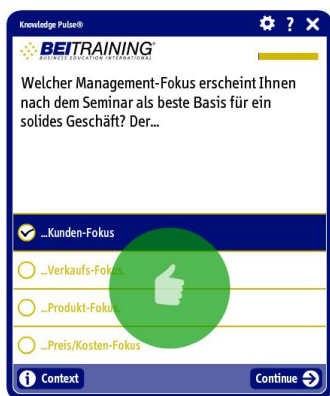 Knowledge Pulse®
?
BEITRAINING®
BUSINESS EDUCATION INTERNATIONAL
Welcher Management-Fokus erscheint Ihnen
nach dem Seminar als beste Basis für ein
solides Geschäft? Der...
...Kunden-Fokus
...Verkaufs-Fokus
...Produkt-Fokus
...Preis/Kosten-Fokus
i Context
Continue